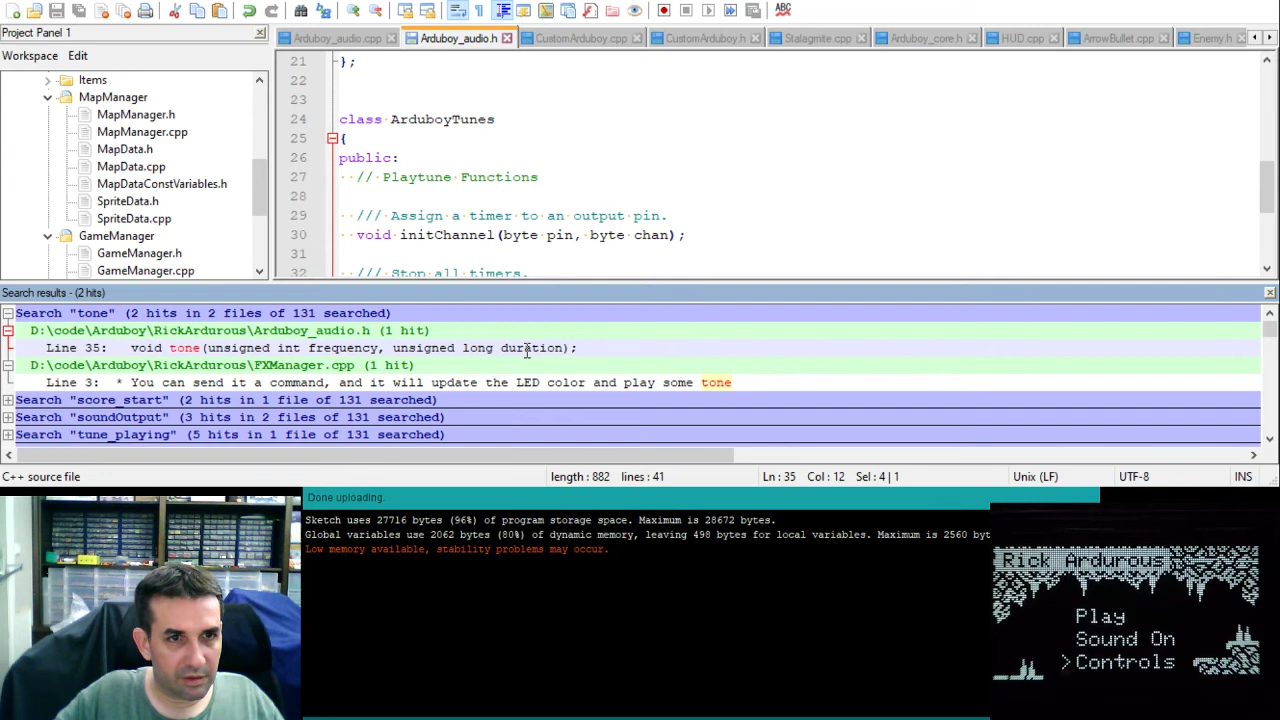 Project Panel 1
Workspace Edit
Items
MapManager
MapManager.h
MapManager.cpp
MapData.h
MapData.cpp
MapDataConstVariables.h
SpriteData.h
SpriteData.cpp
GameManager
GameManager.h
GameManager.cpp
Arduboy_audio.cpp Arduboy_audio.h CustomArduboy.cpp CustomArduboy.h Stalagmite.cpp Arduboy_core.h HUD.cpp ArrowBullet.cpp Enemy.h
21 };
22
23
24 class ArduboyTunes
25 {
26 public:
27 // Playtune Functions
28
29 /// Assign a timer to an output pin.
30 void initChannel(byte pin, byte chan);
31
32 /// Stop all timers.
Search results - (2 hits)
Search "tone" (2 hits in 2 files of 131 searched)
D:\code\Arduboy\RickArdurous\Arduboy_audio.h (1 hit)
Line 35: void tone(unsigned int frequency, unsigned long duration);
D:\code\Arduboy\RickArdurous\FXManager.cpp (1 hit)
Line 3: * You can send it a command, and it will update the LED color and play some tone
Search "score_start" (2 hits in 1 file of 131 searched)
Search "soundOutput" (3 hits in 2 files of 131 searched)
Search "tune_playing" (5 hits in 1 file of 131 searched)
C++ source file length : 882 lines : 41 Ln : 35 Col : 12 Sel : 4 | 1 Unix (LF) UTF-8 INS
Done uploading.
Sketch uses 27716 bytes (96%) of program storage space. Maximum is 28672 bytes.
Global variables use 2062 bytes (80%) of dynamic memory, leaving 498 bytes for local variables. Maximum is 2560 byt
Low memory available, stability problems may occur.
Rick Ardurous
Play
Sound On
>Controls
ABC